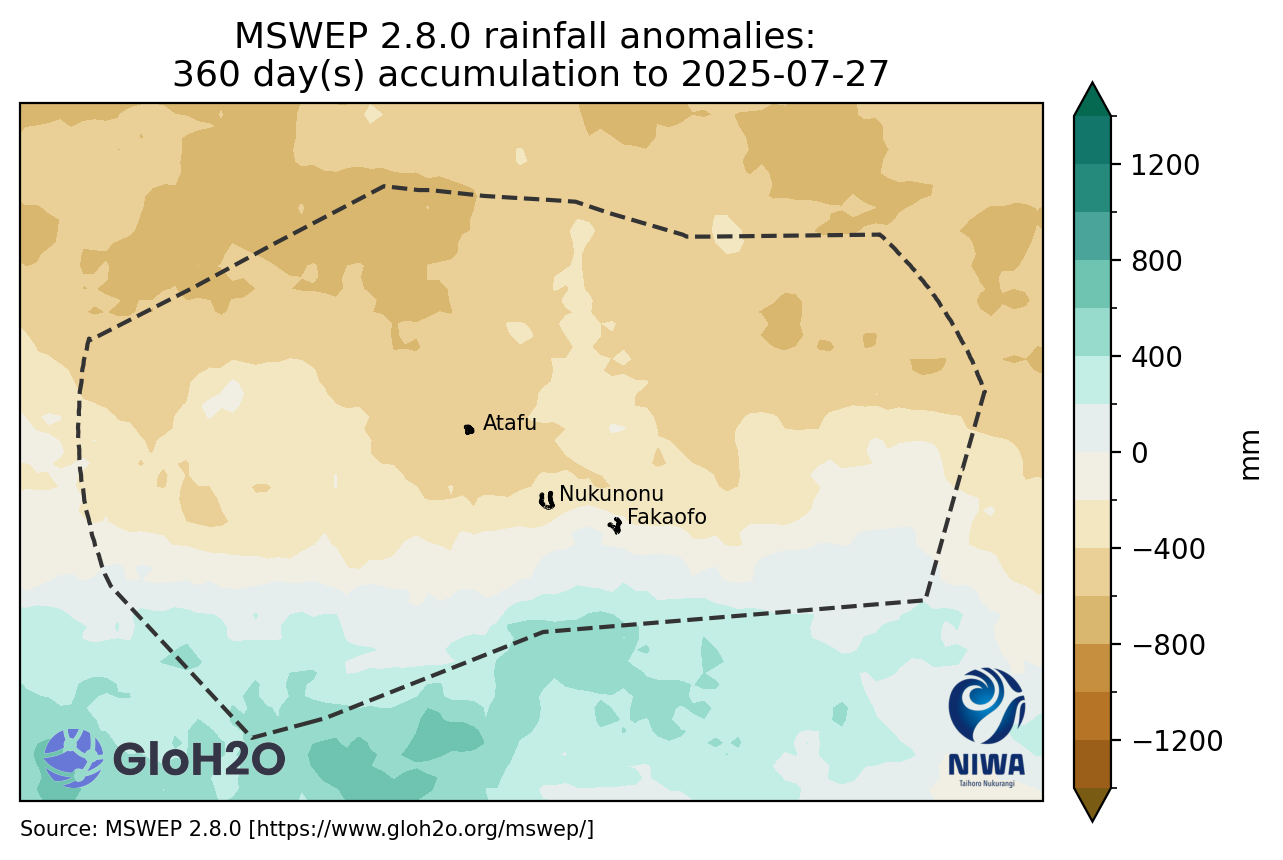 MSWEP 2.8.0 rainfall anomalies:
360 day(s) accumulation to 2025-07-27
1200
800
400
0
−400
−800
−1200
mm
Atafu
Nukunonu
Fakaofo
GloH2O
NIWA
Taihoro Nukurangi
Source: MSWEP 2.8.0 [https://www.gloh2o.org/mswep/]